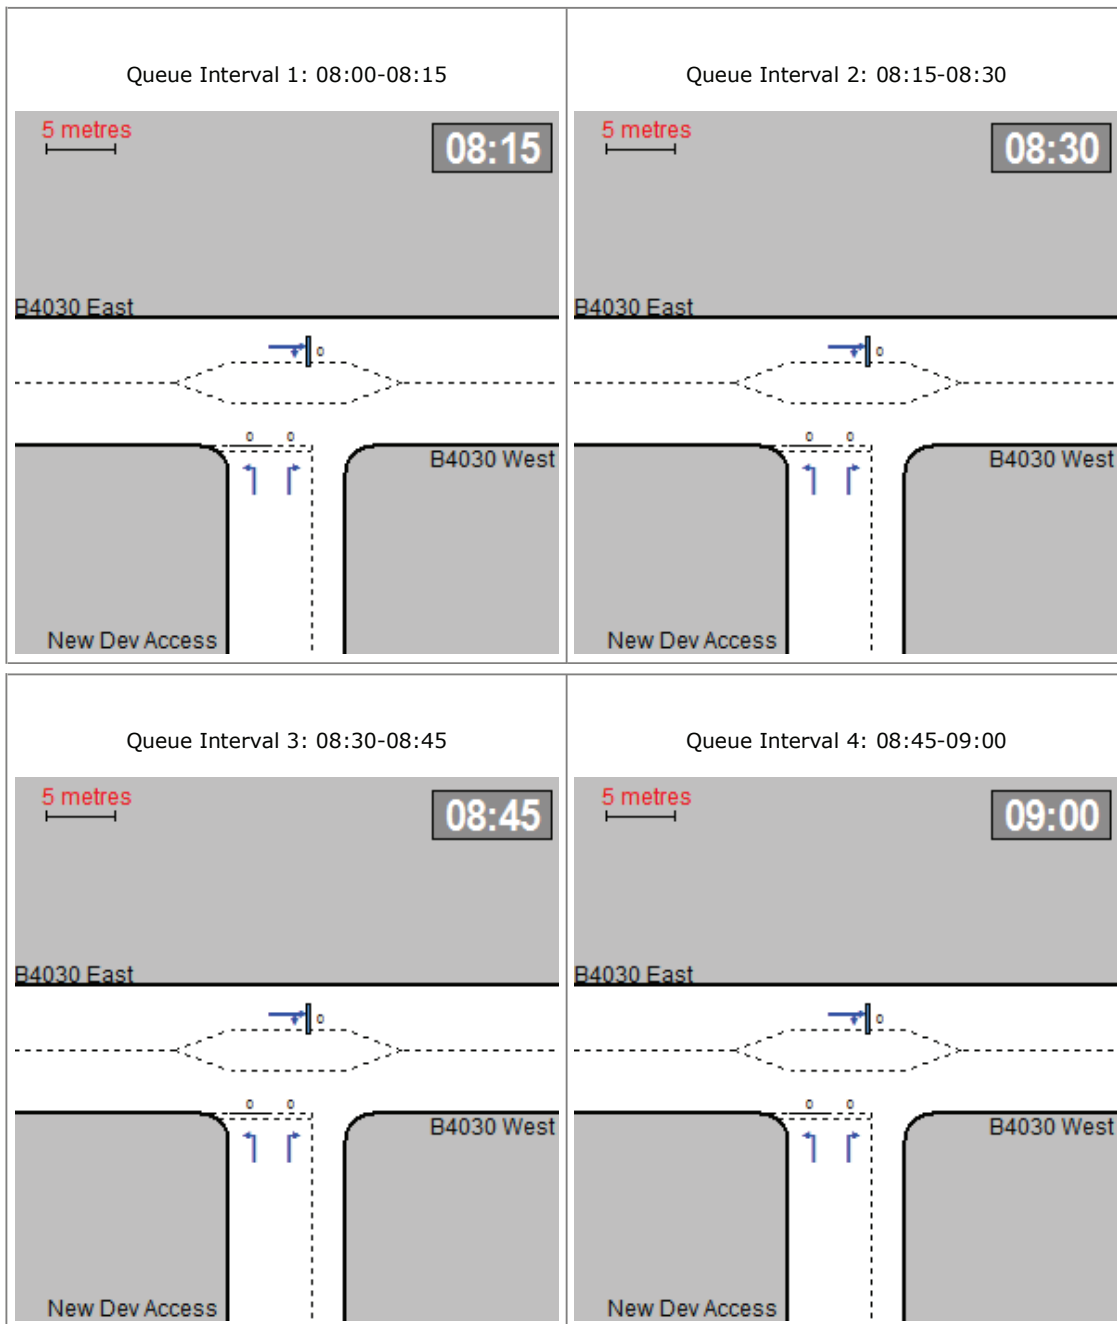 Queue Interval 1: 08:00-08:15
5 metres
08:15
B4030 East
0
0 0
B4030 West
New Dev Access
Queue Interval 2: 08:15-08:30
5 metres
08:30
B4030 East
0
0 0
B4030 West
New Dev Access
Queue Interval 3: 08:30-08:45
5 metres
08:45
B4030 East
0
0 0
B4030 West
New Dev Access
Queue Interval 4: 08:45-09:00
5 metres
09:00
B4030 East
0
0 0
B4030 West
New Dev Access